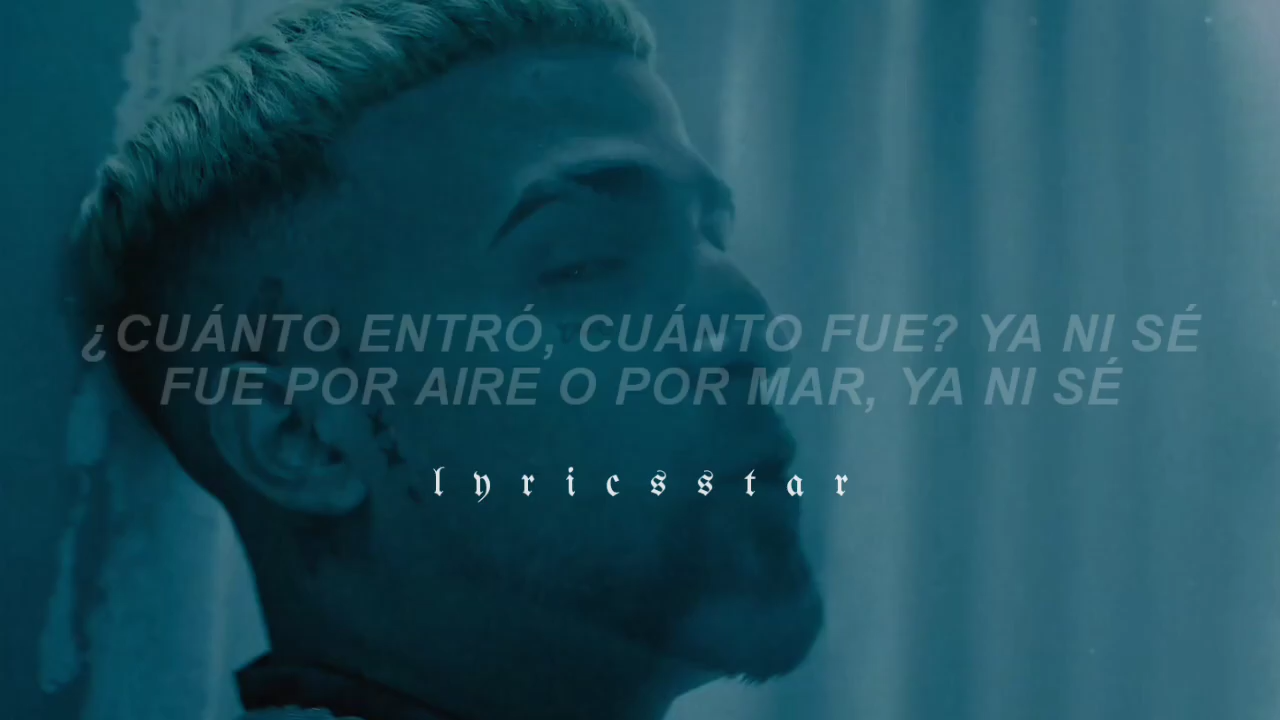 ¿CUÁNTO ENTRÓ, CUÁNTO FUE? YA NI SÉ
FUE POR AIRE O POR MAR, YA NI SÉ
lyricsstar